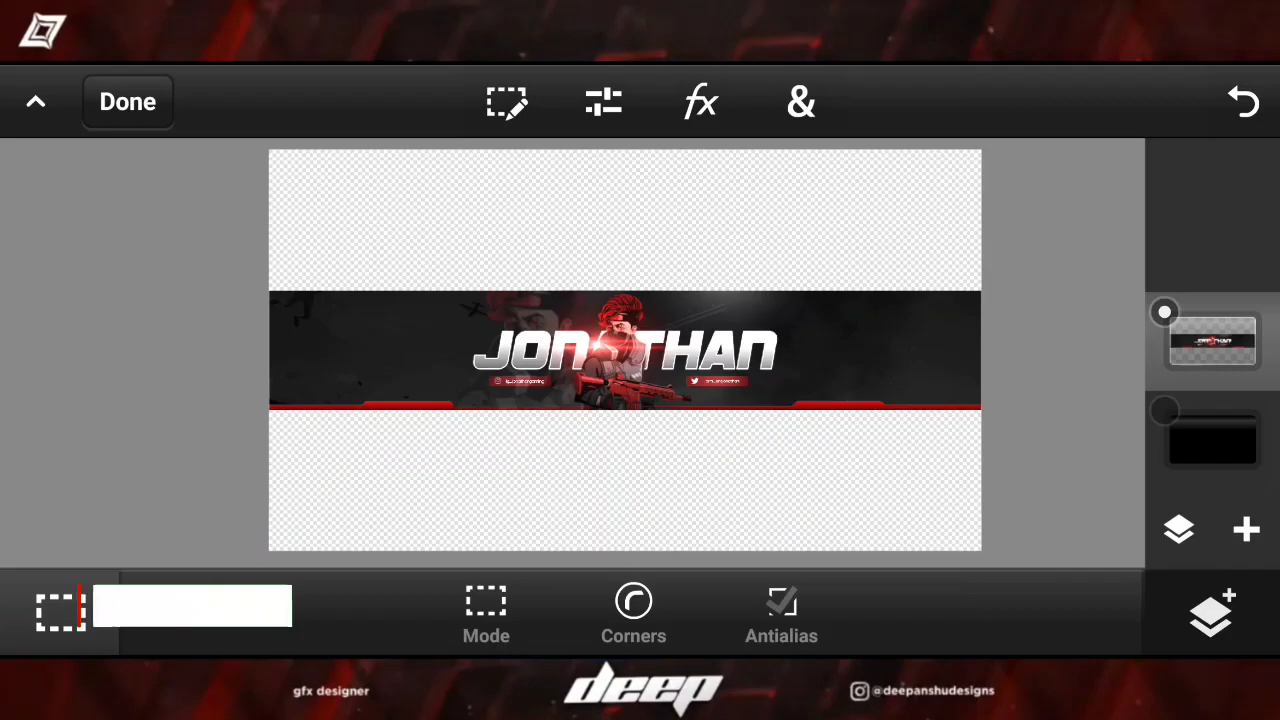 Done
fx
&
JONATHAN
Mode
Corners
Antialias
gfx designer
deep
@deepanshudesigns